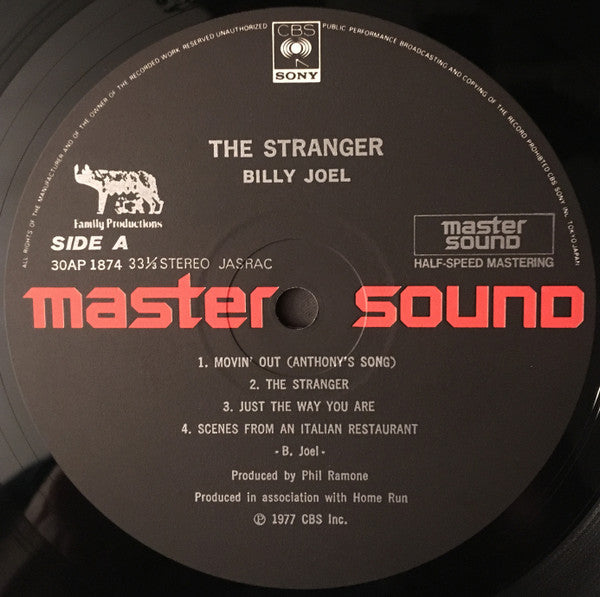 ALL RIGHTS OF THE MANUFACTURER AND OF THE OWNER OF THE RECORDED WORK RESERVED UNAUTHORIZED PUBLIC PERFORMANCE BROADCASTING AND COPYING OF THE RECORD PROHIBITED CBS SONY INC. TOKYO JAPAN
CBS
SONY
THE STRANGER
BILLY JOEL
Family Productions
SIDE A
30AP 1874 33⅓ STEREO JASRAC
master
sound
HALF-SPEED MASTERING
master sound
1. MOVIN' OUT (ANTHONY'S SONG)
2. THE STRANGER
3. JUST THE WAY YOU ARE
4. SCENES FROM AN ITALIAN RESTAURANT
- B. Joel -
Produced by Phil Ramone
Produced in association with Home Run
℗ 1977 CBS Inc.